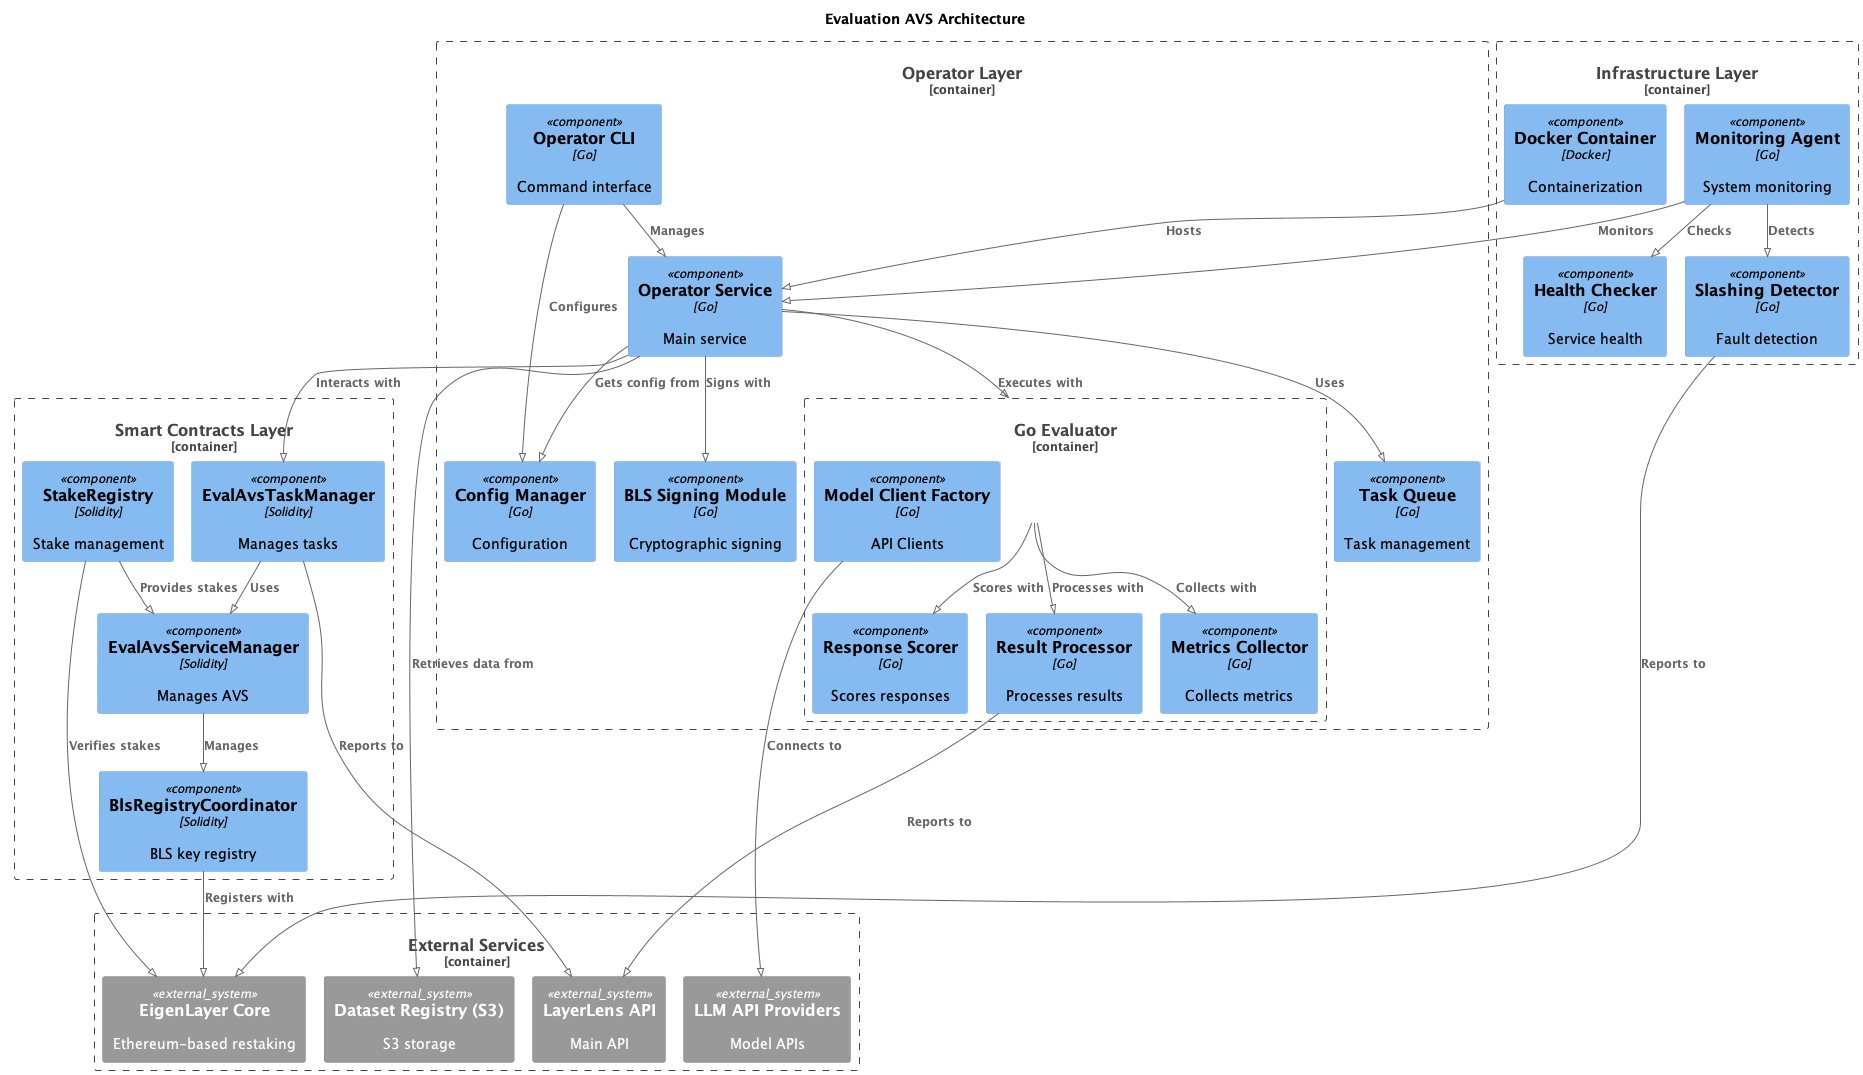 Evaluation AVS Architecture
Operator Layer
[container]
Infrastructure Layer
[container]
«component»
Operator CLI
[Go]
Command interface
«component»
Docker Container
[Docker]
Containerization
«component»
Monitoring Agent
[Go]
System monitoring
Manages
Hosts
Monitors
Checks
Detects
«component»
Operator Service
[Go]
Main service
«component»
Health Checker
[Go]
Service health
«component»
Slashing Detector
[Go]
Fault detection
Configures
Interacts with
Gets config from
Signs with
Executes with
Uses
Smart Contracts Layer
[container]
Go Evaluator
[container]
«component»
StakeRegistry
[Solidity]
Stake management
«component»
EvalAvsTaskManager
[Solidity]
Manages tasks
«component»
Config Manager
[Go]
Configuration
«component»
BLS Signing Module
[Go]
Cryptographic signing
«component»
Model Client Factory
[Go]
API Clients
«component»
Task Queue
[Go]
Task management
Provides stakes
Uses
Scores with
Processes with
Collects with
«component»
EvalAvsServiceManager
[Solidity]
Manages AVS
Retrieves data from
«component»
Response Scorer
[Go]
Scores responses
«component»
Result Processor
[Go]
Processes results
«component»
Metrics Collector
[Go]
Collects metrics
Reports to
Verifies stakes
Manages
Reports to
Connects to
«component»
BlsRegistryCoordinator
[Solidity]
BLS key registry
Reports to
Registers with
External Services
[container]
«external_system»
EigenLayer Core
Ethereum-based restaking
«external_system»
Dataset Registry (S3)
S3 storage
«external_system»
LayerLens API
Main API
«external_system»
LLM API Providers
Model APIs